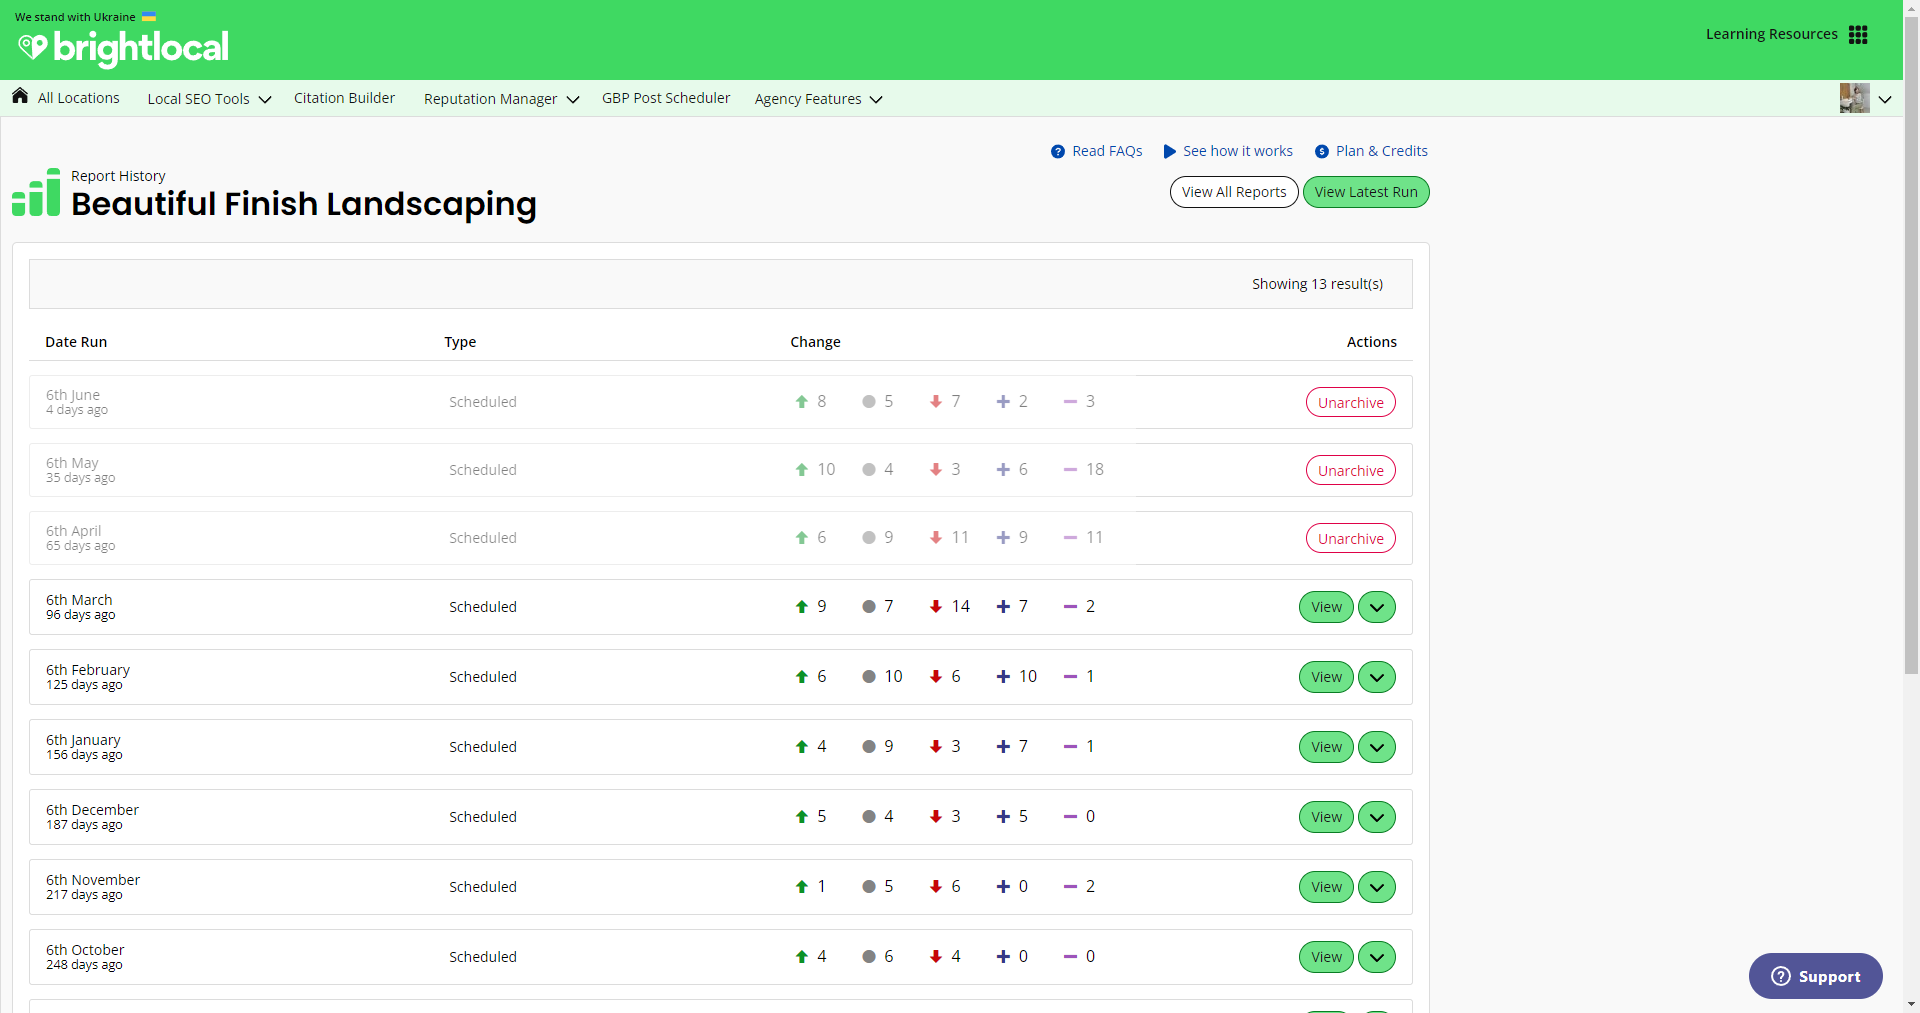 We stand with Ukraine
brightlocal
Learning Resources
All Locations Local SEO Tools Citation Builder Reputation Manager GBP Post Scheduler Agency Features
Read FAQs See how it works Plan & Credits
Report History
Beautiful Finish Landscaping
View All Reports View Latest Run
Showing 13 result(s)
Date Run Type Change Actions
6th June
4 days ago
Scheduled 8 5 7 2 3 Unarchive
6th May
35 days ago
Scheduled 10 4 3 6 18 Unarchive
6th April
65 days ago
Scheduled 6 9 11 9 11 Unarchive
6th March
96 days ago
Scheduled 9 7 14 7 2 View
6th February
125 days ago
Scheduled 6 10 6 10 1 View
6th January
156 days ago
Scheduled 4 9 3 7 1 View
6th December
187 days ago
Scheduled 5 4 3 5 0 View
6th November
217 days ago
Scheduled 1 5 6 0 2 View
6th October
248 days ago
Scheduled 4 6 4 0 0 View
Support